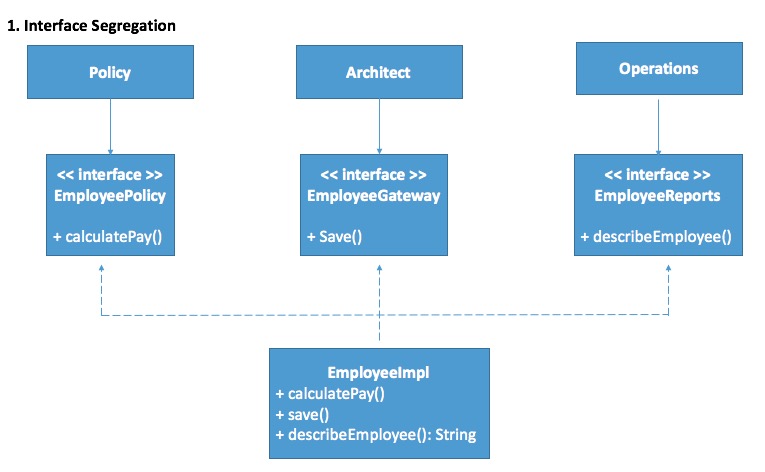 1. Interface Segregation
Policy
Architect
Operations
<< interface >>
EmployeePolicy
+ calculatePay()
<< interface >>
EmployeeGateway
+ Save()
<< interface >>
EmployeeReports
+ describeEmployee()
EmployeeImpl
+ calculatePay()
+ save()
+ describeEmployee(): String